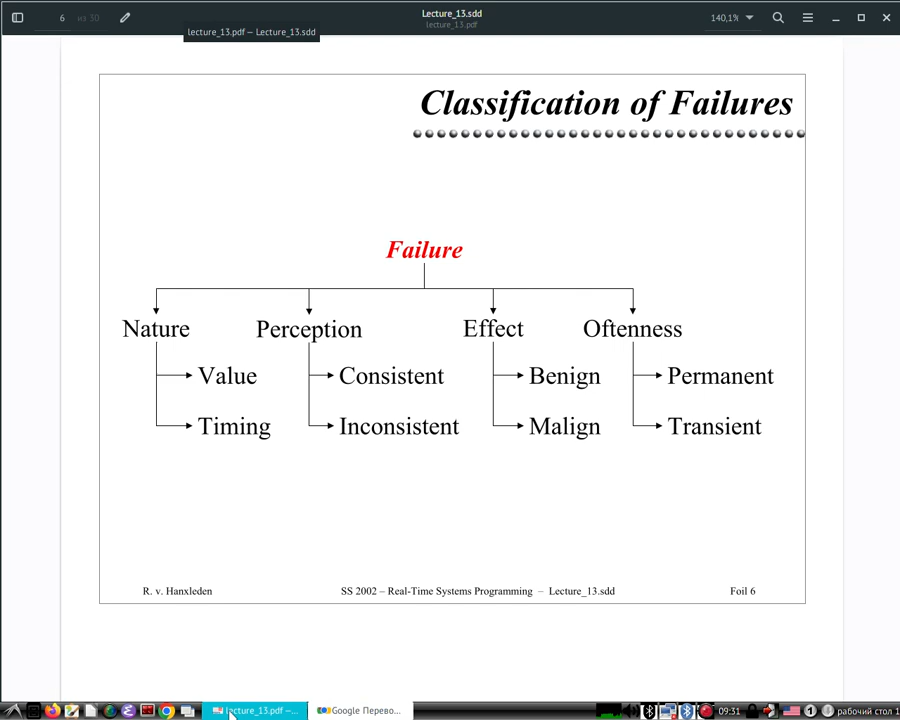 6 из 30
Lecture_13.sdd
lecture_13.pdf
140,1%
lecture_13.pdf — Lecture_13.sdd
Classification of Failures
Failure
Nature Perception Effect Oftenness
Value Consistent Benign Permanent
Timing Inconsistent Malign Transient
R. v. Hanxleden SS 2002 – Real-Time Systems Programming – Lecture_13.sdd Foil 6
lecture_13.pdf —...
Google Перево...
09:31
1
рабочий стол 1